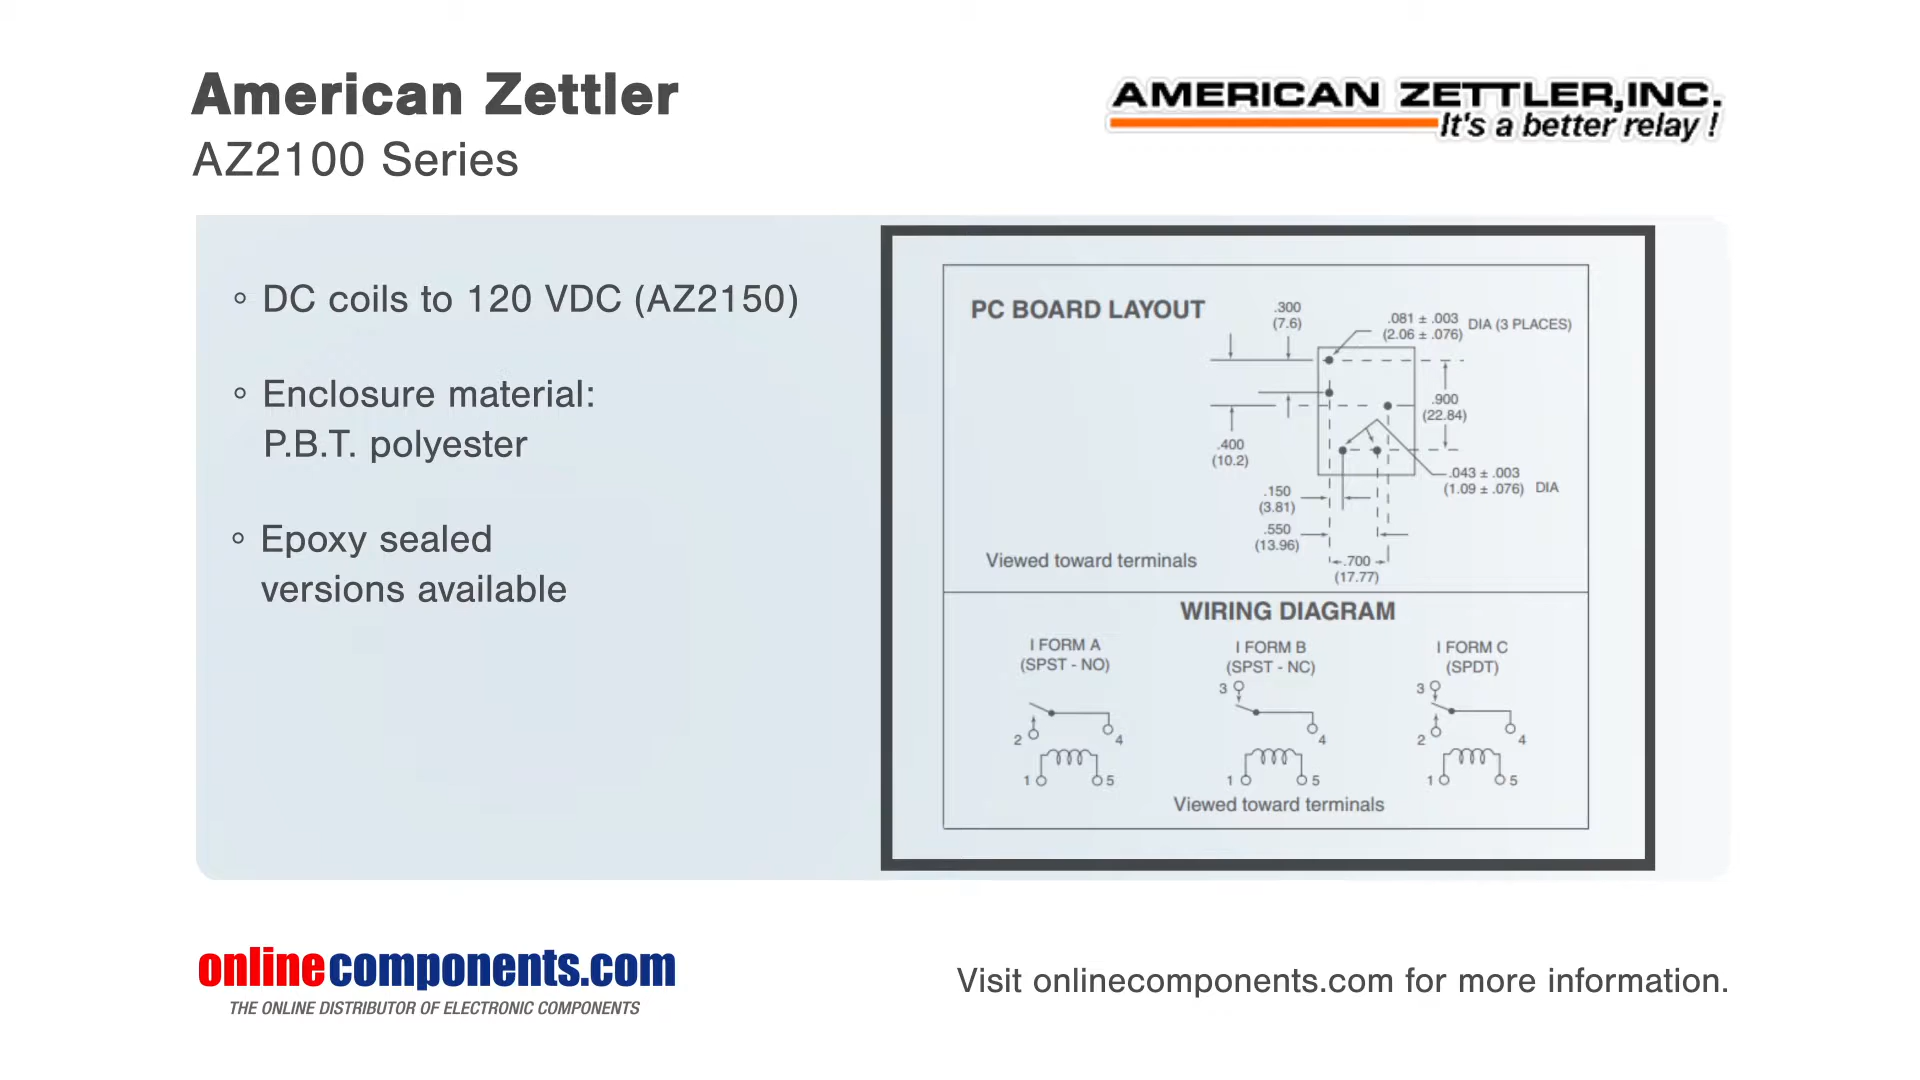 American Zettler
AZ2100 Series
AMERICAN ZETTLER,INC.
It's a better relay !
◦ DC coils to 120 VDC (AZ2150)
◦ Enclosure material:
P.B.T. polyester
◦ Epoxy sealed
versions available
PC BOARD LAYOUT
.300
(7.6)
.081 ± .003
(2.06 ± .076)
DIA (3 PLACES)
.900
(22.84)
.400
(10.2)
.043 ± .003
(1.09 ± .076) DIA
.150
(3.81)
.550
(13.96)
.700
(17.77)
Viewed toward terminals
WIRING DIAGRAM
I FORM A
(SPST - NO)
2
4
1
5
I FORM B
(SPST - NC)
3
4
1
5
I FORM C
(SPDT)
3
2
4
1
5
Viewed toward terminals
onlinecomponents.com
THE ONLINE DISTRIBUTOR OF ELECTRONIC COMPONENTS
Visit onlinecomponents.com for more information.